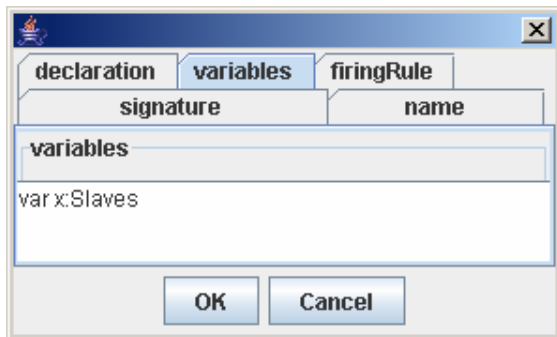 declaration variables firingRule
signature name
variables
var x:Slaves
OK Cancel